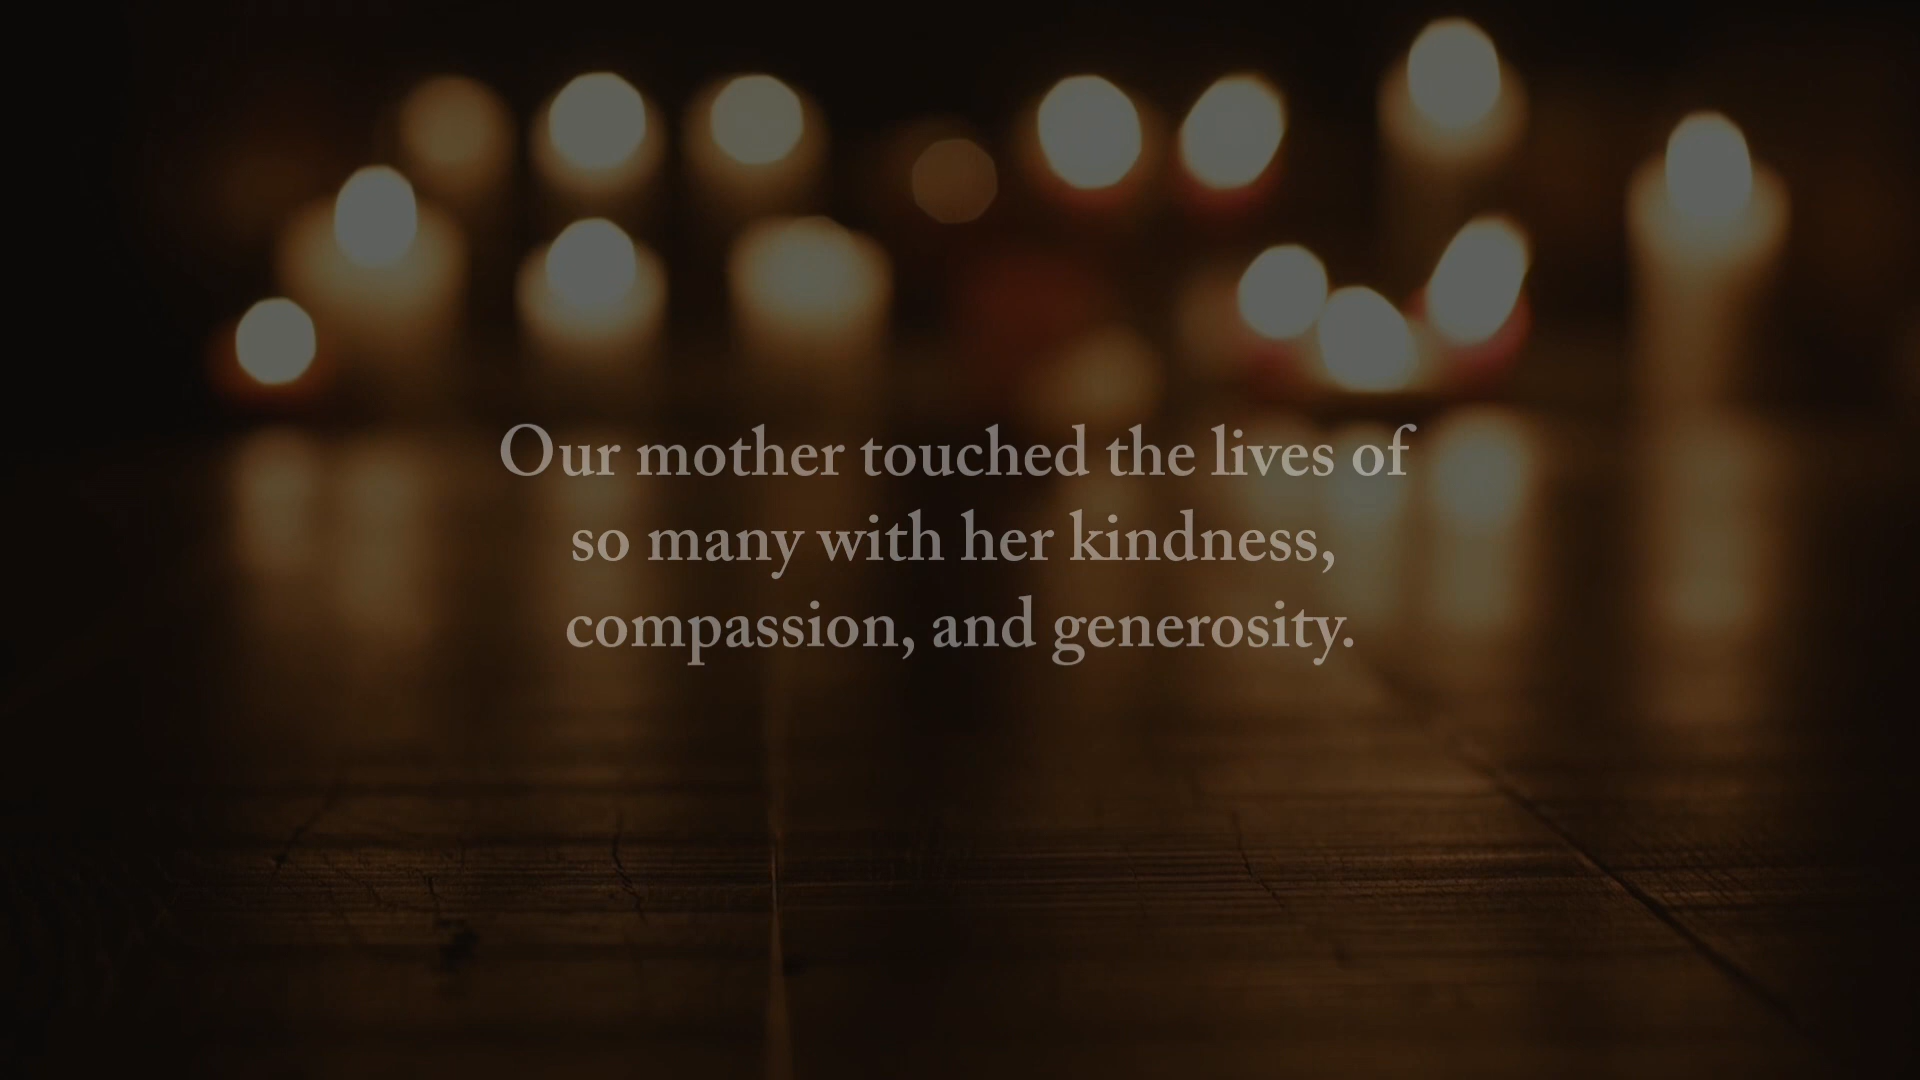 Our mother touched the lives of
so many with her kindness,
compassion, and generosity.